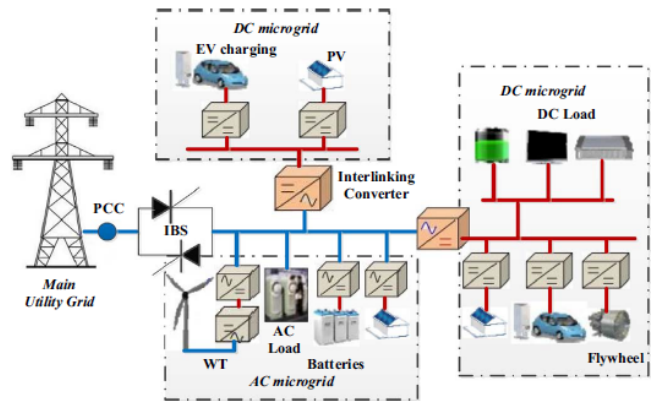 DC microgrid
EV charging
PV
DC microgrid
DC Load
Interlinking
Converter
PCC
IBS
Main
Utility Grid
AC
Load
WT
Batteries
Flywheel
AC microgrid